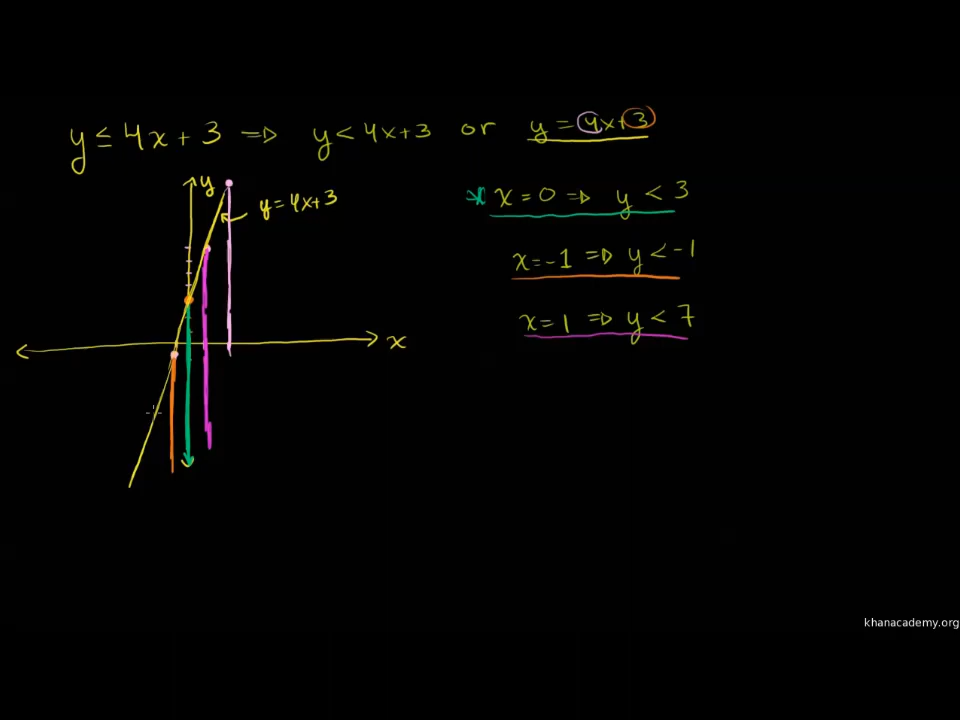 y ≤ 4x + 3 ⇒ y < 4x+3 or y = 4x+3
y
y = 4x+3
x = 0 ⇒ y < 3
x = -1 ⇒ y < -1
x = 1 ⇒ y < 7
x
khanacademy.org